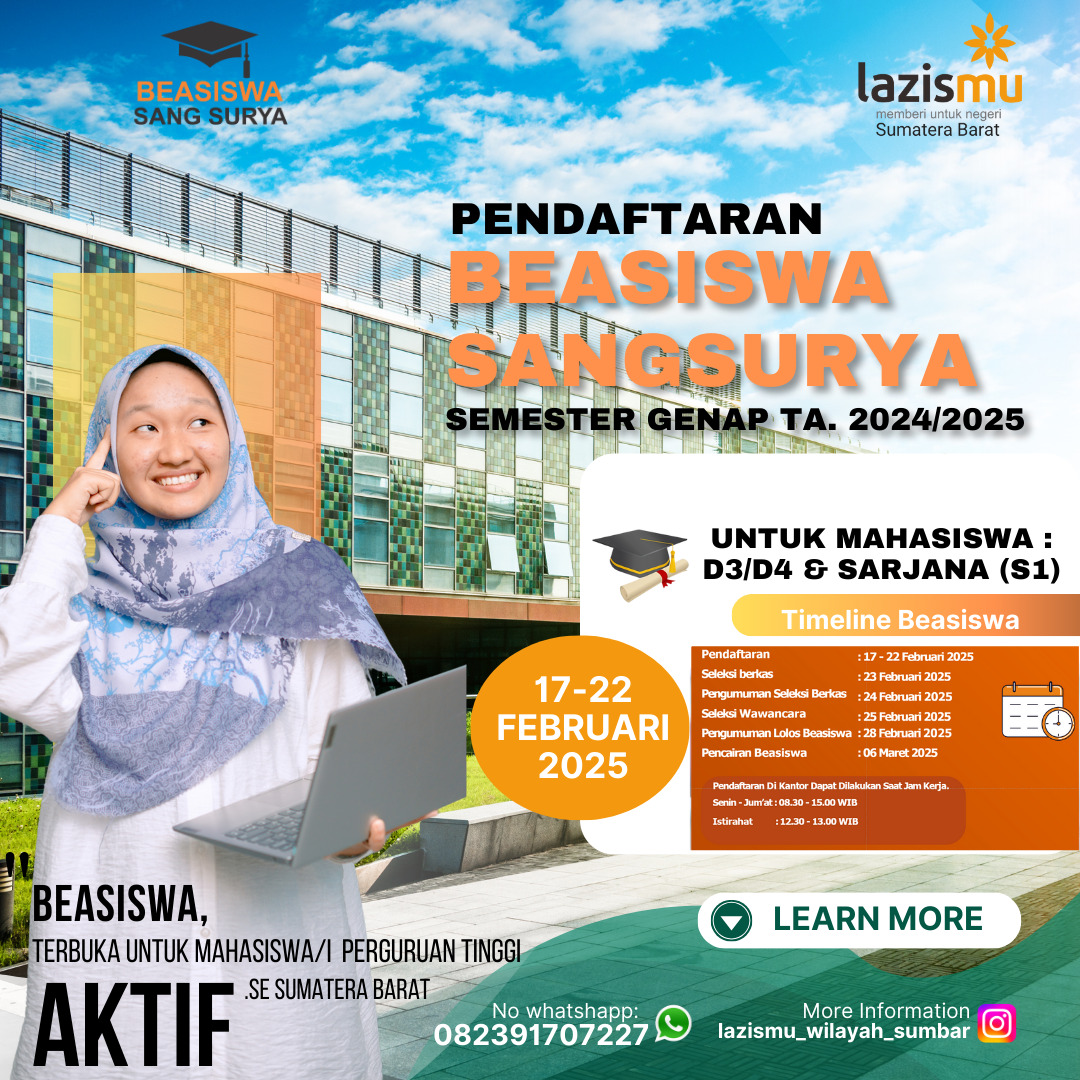 BEASISWA
SANG SURYA
lazismu
memberi untuk negeri
Sumatera Barat
PENDAFTARAN
BEASISWA
SANGSURYA
SEMESTER GENAP TA. 2024/2025
UNTUK MAHASISWA :
D3/D4 & SARJANA (S1)
Timeline Beasiswa
Pendaftaran : 17 - 22 Februari 2025
Seleksi berkas : 23 Februari 2025
Pengumuman Seleksi Berkas : 24 Februari 2025
Seleksi Wawancara : 25 Februari 2025
Pengumuman Lolos Beasiswa : 28 Februari 2025
Pencairan Beasiswa : 06 Maret 2025
Pendaftaran Di Kantor Dapat Dilakukan Saat Jam Kerja.
Senin - Jum'at : 08.30 - 15.00 WIB
Istirahat : 12.30 - 13.00 WIB
17-22
FEBRUARI
2025
"BEASISWA,
TERBUKA UNTUK MAHASISWA/I PERGURUAN TINGGI
AKTIF .SE SUMATERA BARAT
LEARN MORE
No whatshapp:
082391707227
More Information
lazismu_wilayah_sumbar